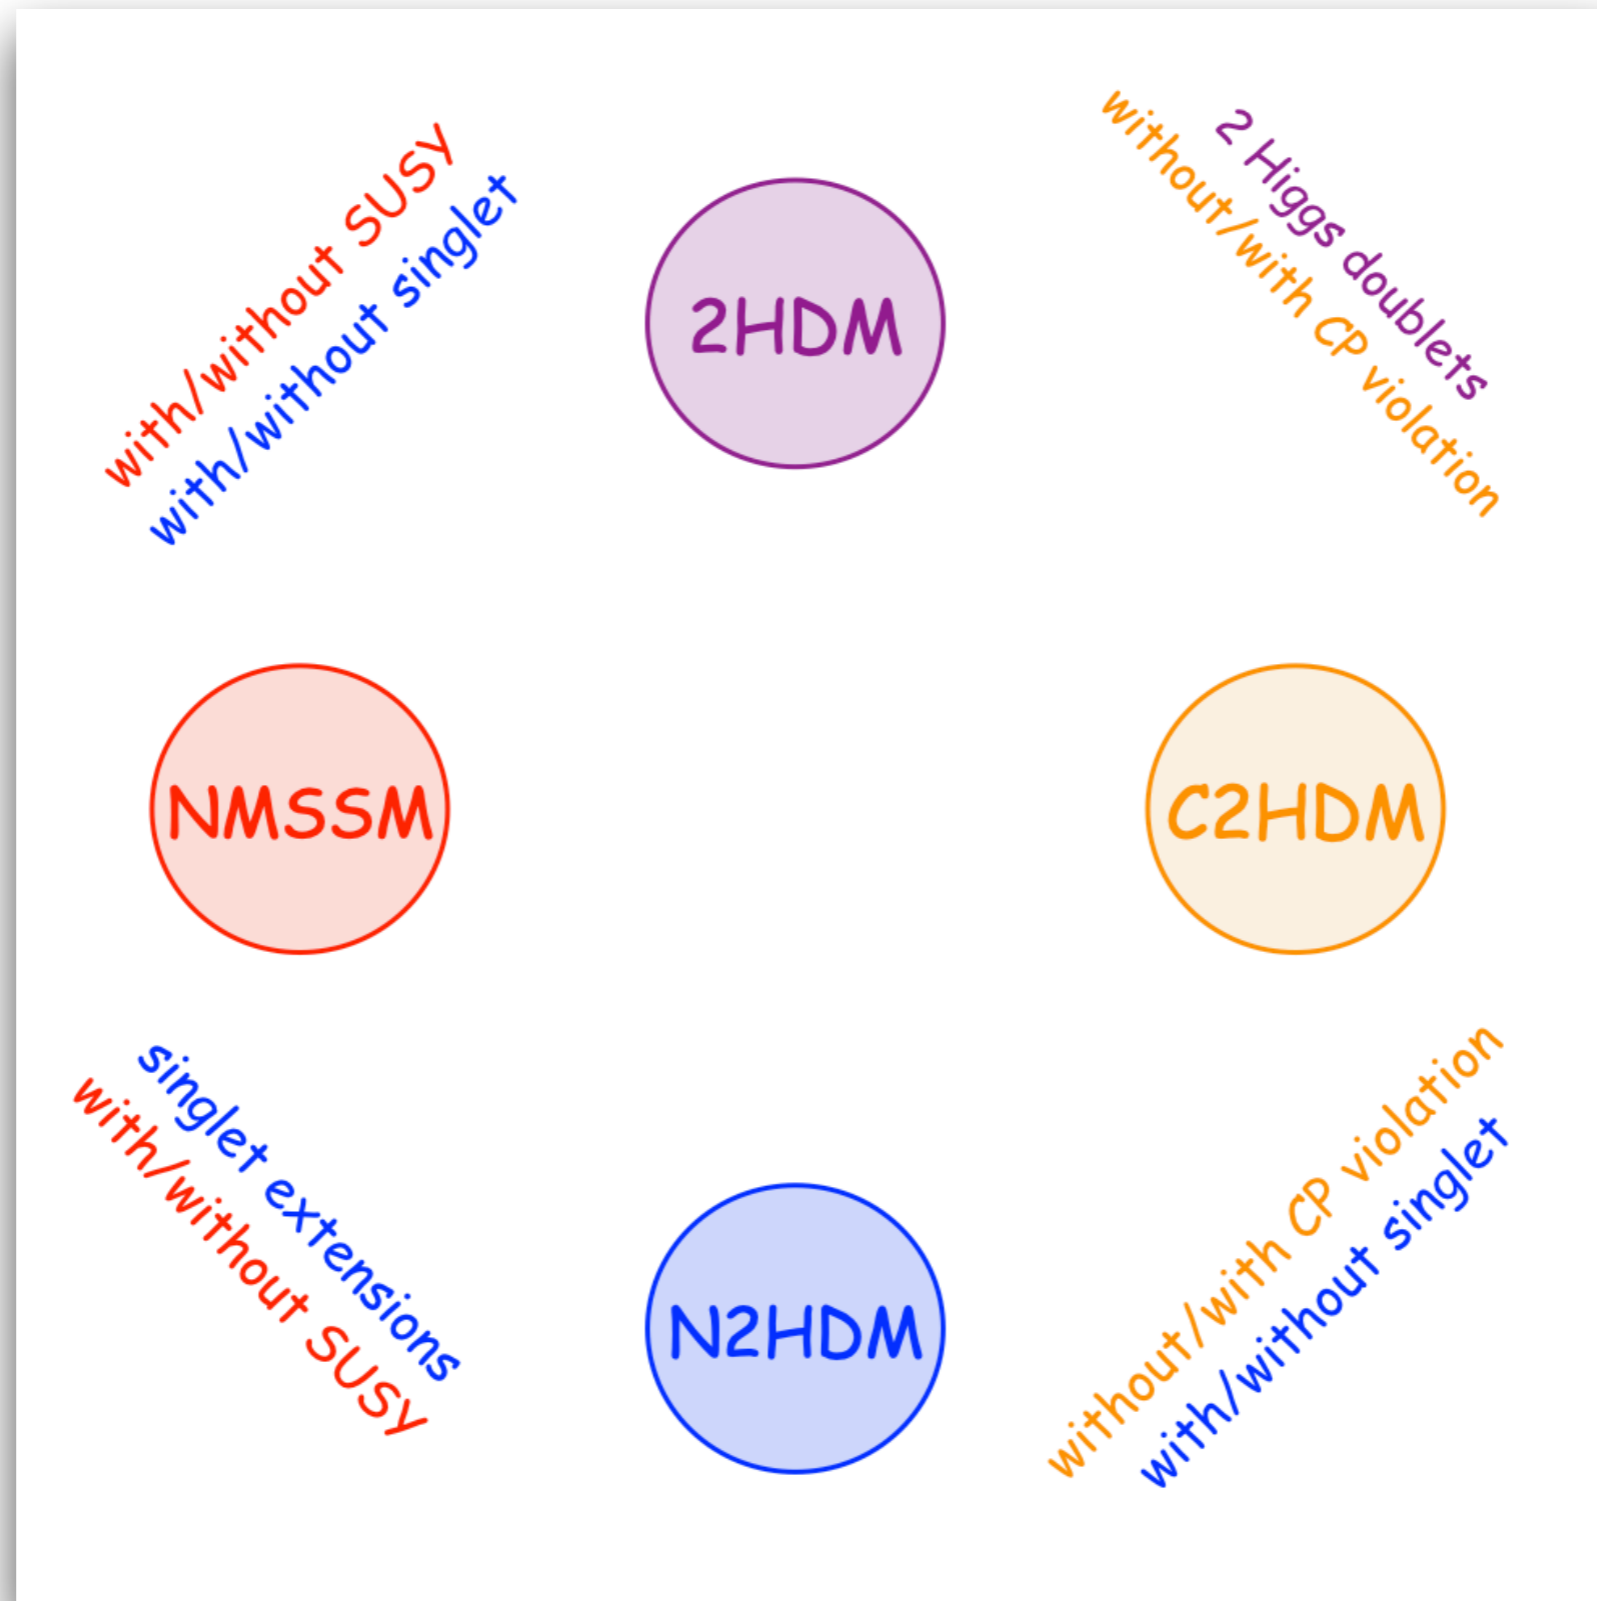 with/without SUSY
with/without singlet
2HDM
2 Higgs doublets
without/with CP violation
NMSSM
C2HDM
singlet extensions
with/without SUSY
N2HDM
without/with CP violation
with/without singlet